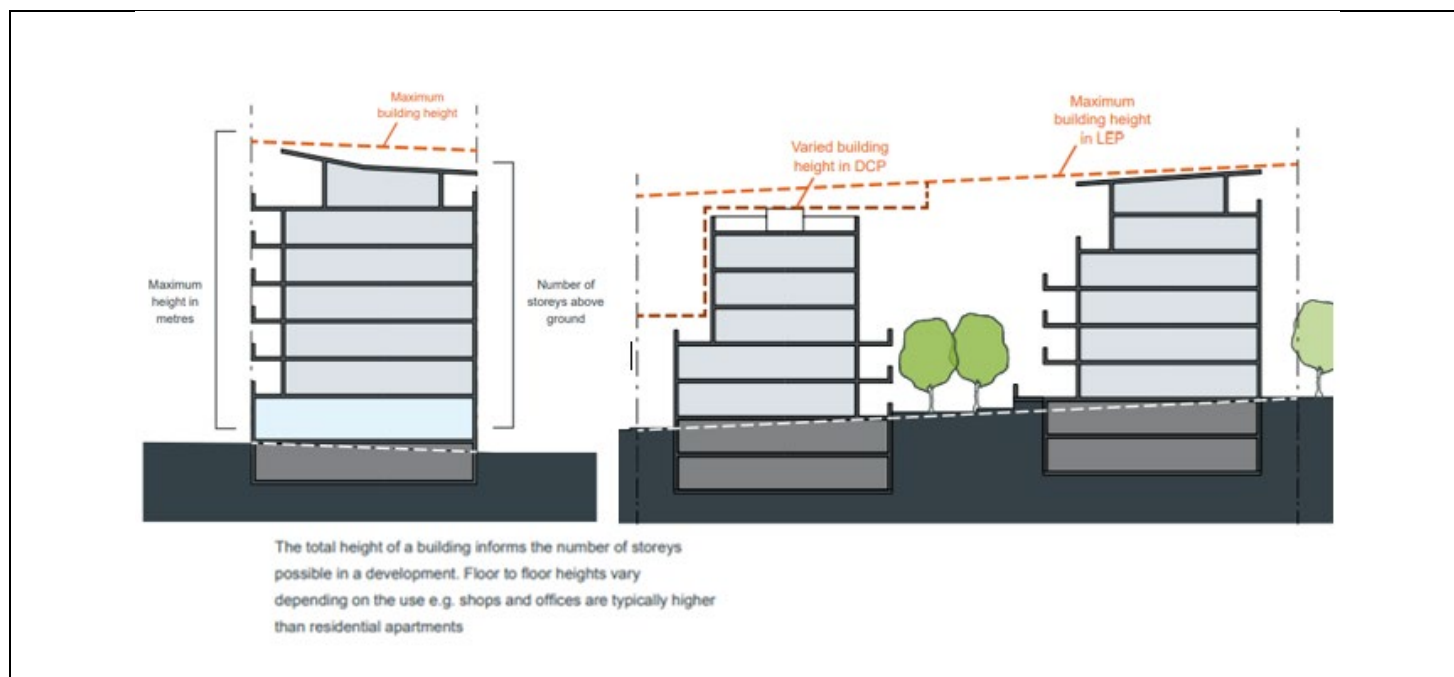 Maximum
building height
Maximum
height in
metres
Number of
storeys above
ground
Varied building
height in DCP
Maximum
building height
in LEP
The total height of a building informs the number of storeys
possible in a development. Floor to floor heights vary
depending on the use e.g. shops and offices are typically higher
than residential apartments